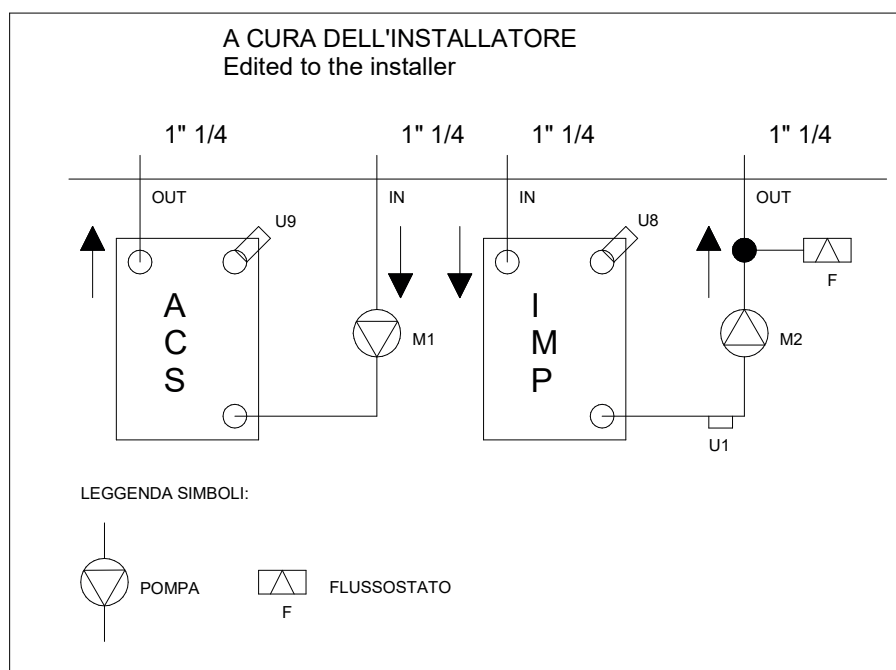 A CURA DELL'INSTALLATORE
Edited to the installer
1" 1/4 1" 1/4 1" 1/4 1" 1/4
OUT IN IN OUT
U9 U8
F
A
C
S
I
M
P
M1 M2
U1
LEGGENDA SIMBOLI:
POMPA FLUSSOSTATO
F